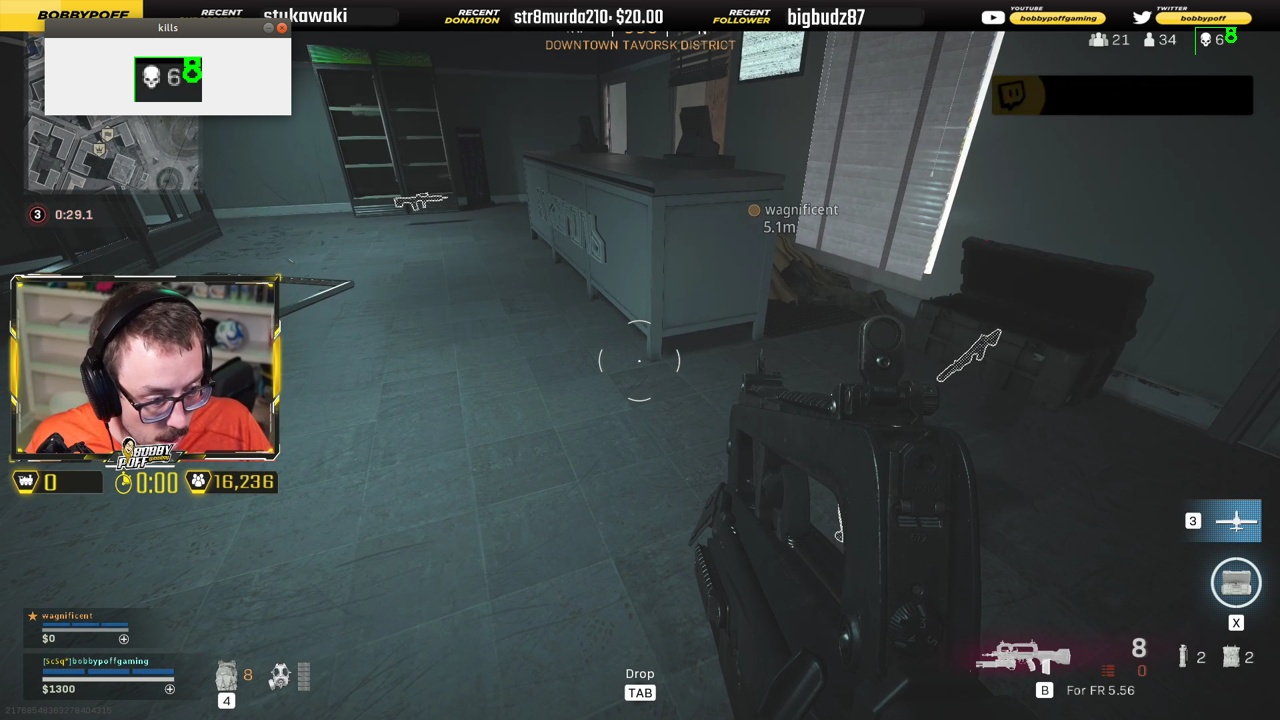 BOBBYPOFF
RECENT
stukawaki
RECENT
DONATION
str8murda210: $20.00
RECENT
FOLLOWER
bigbudz87
YOUTUBE
bobbypoffgaming
TWITTER
bobbypoff
kills
6 8
DOWNTOWN TAVORSK DISTRICT
21
34
6 8
3
0:29.1
wagnificent
5.1m
BOBBY
POFF
0
0:00
16,236
wagnificent
$0
[ScSq*]bobbypoffgaming
$1300
8
4
Drop
TAB
3
X
8
0
2
2
B
For FR 5.56